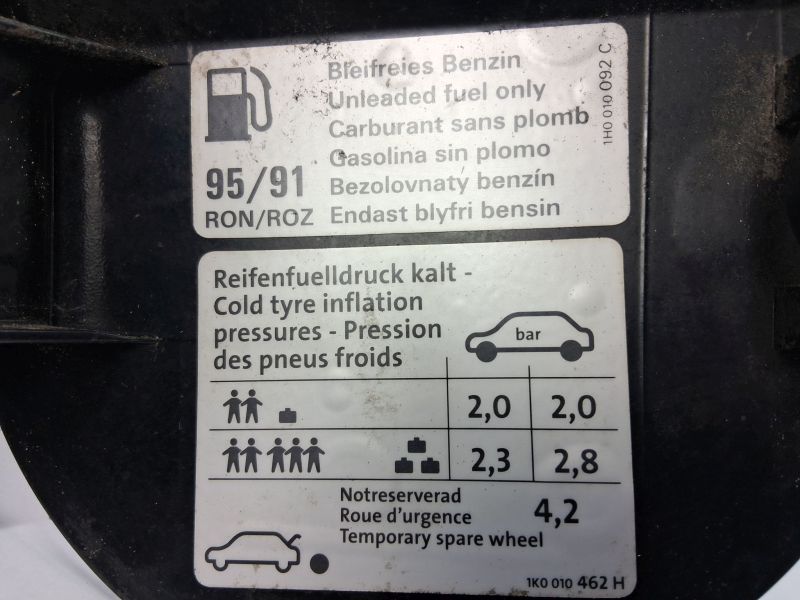 Bleifreies Benzin
Unleaded fuel only
Carburant sans plomb
Gasolina sin plomo
Bezolovnatý benzín
Endast blyfri bensin
95/91
RON/ROZ
1H0 010 092 C
Reifenfuelldruck kalt -
Cold tyre inflation
pressures - Pression
des pneus froids
bar
2,0 2,0
2,3 2,8
Notreserverad
Roue d'urgence
Temporary spare wheel
4,2
1K0 010 462 H